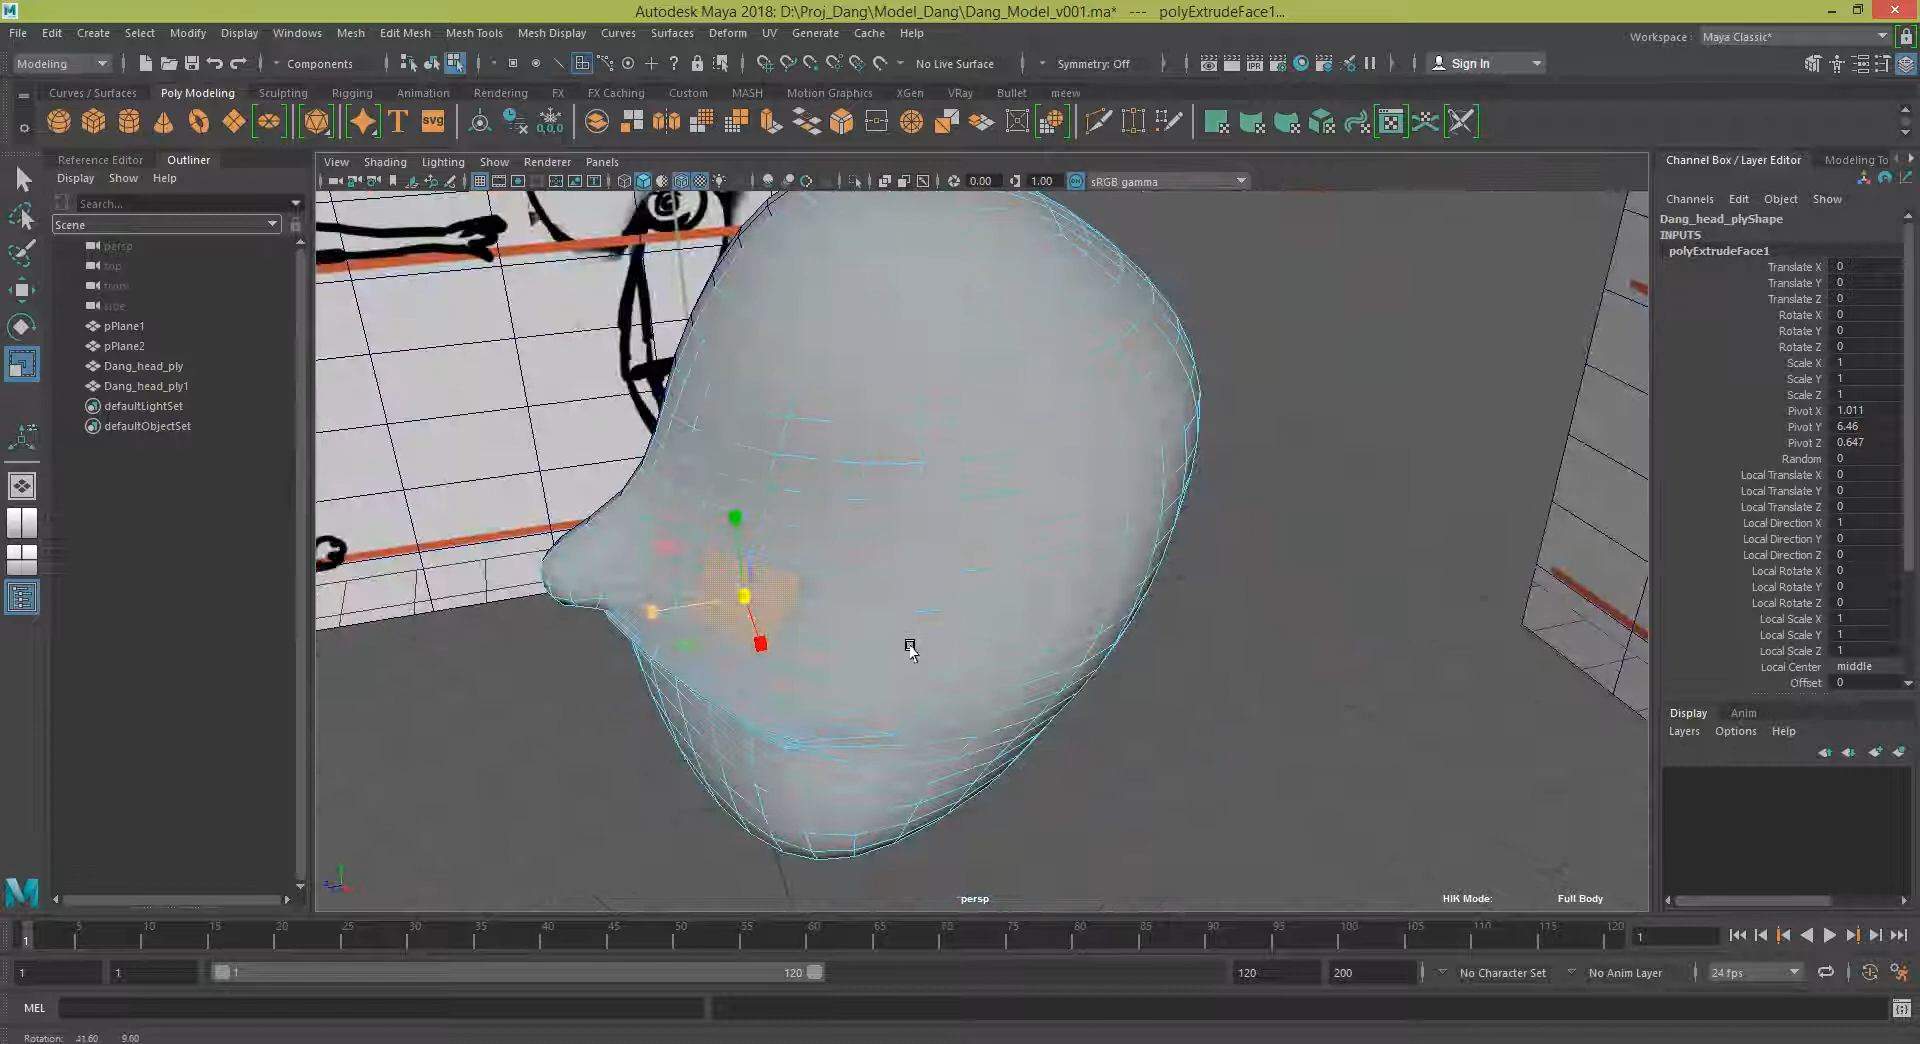 Autodesk Maya 2018: D:\Proj_Dang\Model_Dang\Dang_Model_v001.ma* --- polyExtrudeFace1...
File Edit Create Select Modify Display Windows Mesh Edit Mesh Mesh Tools Mesh Display Curves Surfaces Deform UV Generate Cache Help
Workspace : Maya Classic*
Modeling Components No Live Surface Symmetry: Off Sign In
Curves / Surfaces Poly Modeling Sculpting Rigging Animation Rendering FX FX Caching Custom MASH Motion Graphics XGen VRay Bullet meew
T svg 0,0,0
Reference Editor Outliner
Display Show Help
Search...
Scene
persp
top
front
side
pPlane1
pPlane2
Dang_head_ply
Dang_head_ply1
defaultLightSet
defaultObjectSet
View Shading Lighting Show Renderer Panels
0.00 1.00 sRGB gamma
persp
HIK Mode: Full Body
Channel Box / Layer Editor Modeling To
Channels Edit Object Show
Dang_head_plyShape
INPUTS
polyExtrudeFace1
Translate X 0
Translate Y 0
Translate Z 0
Rotate X 0
Rotate Y 0
Rotate Z 0
Scale X 1
Scale Y 1
Scale Z 1
Pivot X 1.011
Pivot Y 6.46
Pivot Z 0.647
Random 0
Local Translate X 0
Local Translate Y 0
Local Translate Z 0
Local Direction X 1
Local Direction Y 0
Local Direction Z 0
Local Rotate X 0
Local Rotate Y 0
Local Rotate Z 0
Local Scale X 1
Local Scale Y 1
Local Scale Z 1
Local Center middle
Offset 0
Display Anim
Layers Options Help
1 5 10 15 20 25 30 35 40 45 50 55 60 65 70 75 80 85 90 95 100 105 110 115 120 1
1 1 1 120 120 200 No Character Set No Anim Layer 24 fps
MEL
Rotation: 41.60 9.60